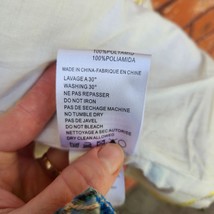 100%POLYAMID
100%POLIAMIDA
MADE IN CHINA-FABRIQUE EN CHINE
LAVAGE A 30°
WASHING 30°
NE PAS REPASSER
DO NOT IRON
PAS DE SECHAGE MACHINE
NO TUMBLE DRY
PAS DE JAVEL
DO NOT BLEACH
NETTOYAGE A SEC AUTORISE
DRY CLEAN ALLOWED